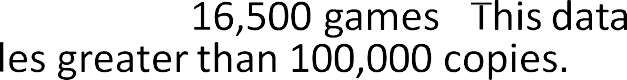 16,500 games This data
les greater than 100,000 copies.